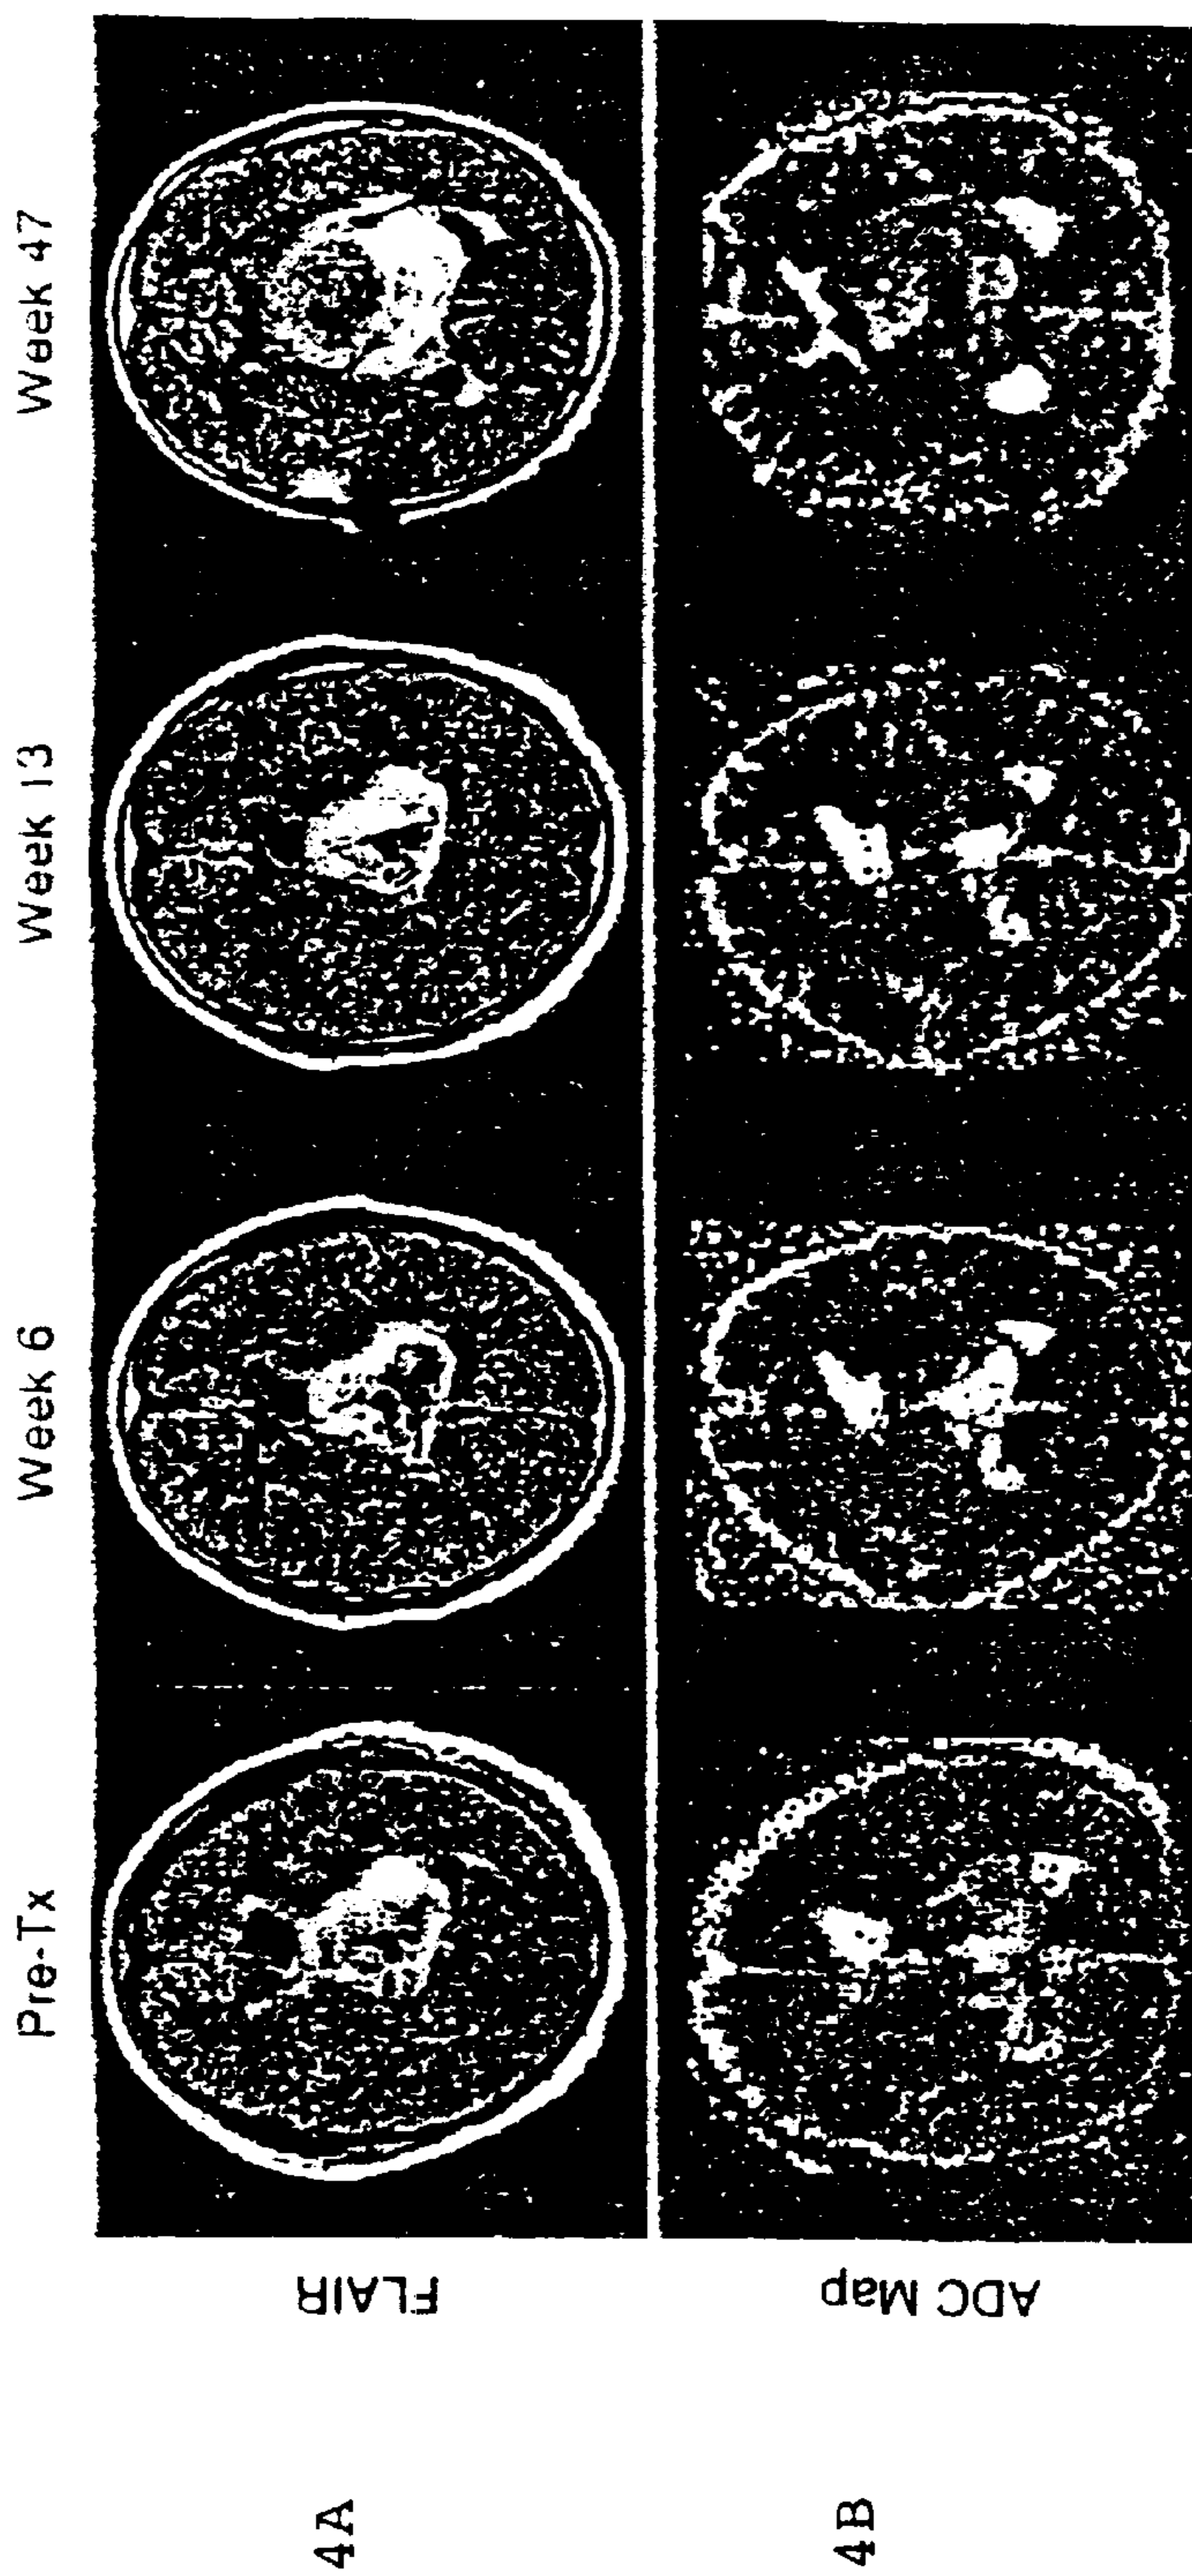 Pre-Tx
Week 6
Week 13
Week 47
4A
FLAIR
4B
ADC Map